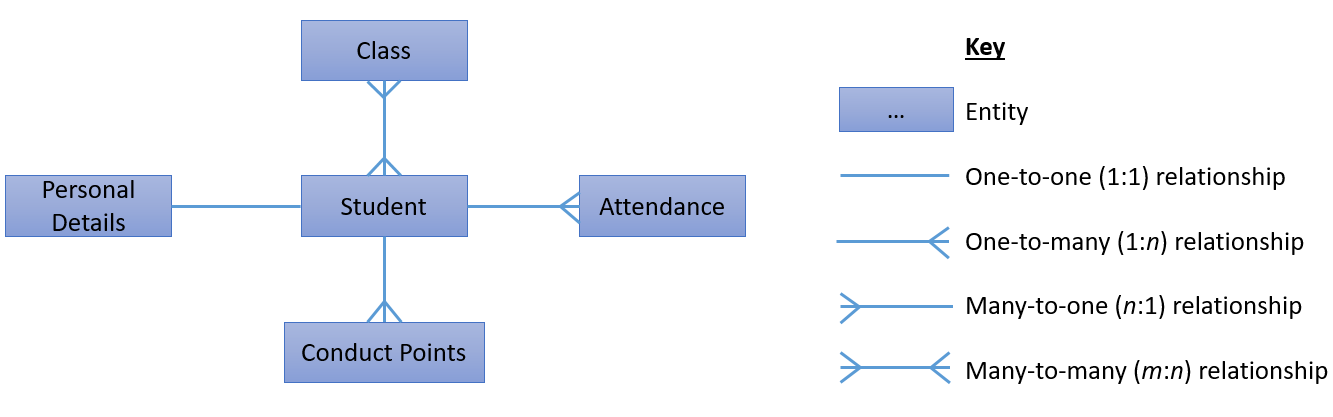 Class
Personal
Details
Student
Attendance
Conduct Points
Key
...
Entity
One-to-one (1:1) relationship
One-to-many (1:n) relationship
Many-to-one (n:1) relationship
Many-to-many (m:n) relationship